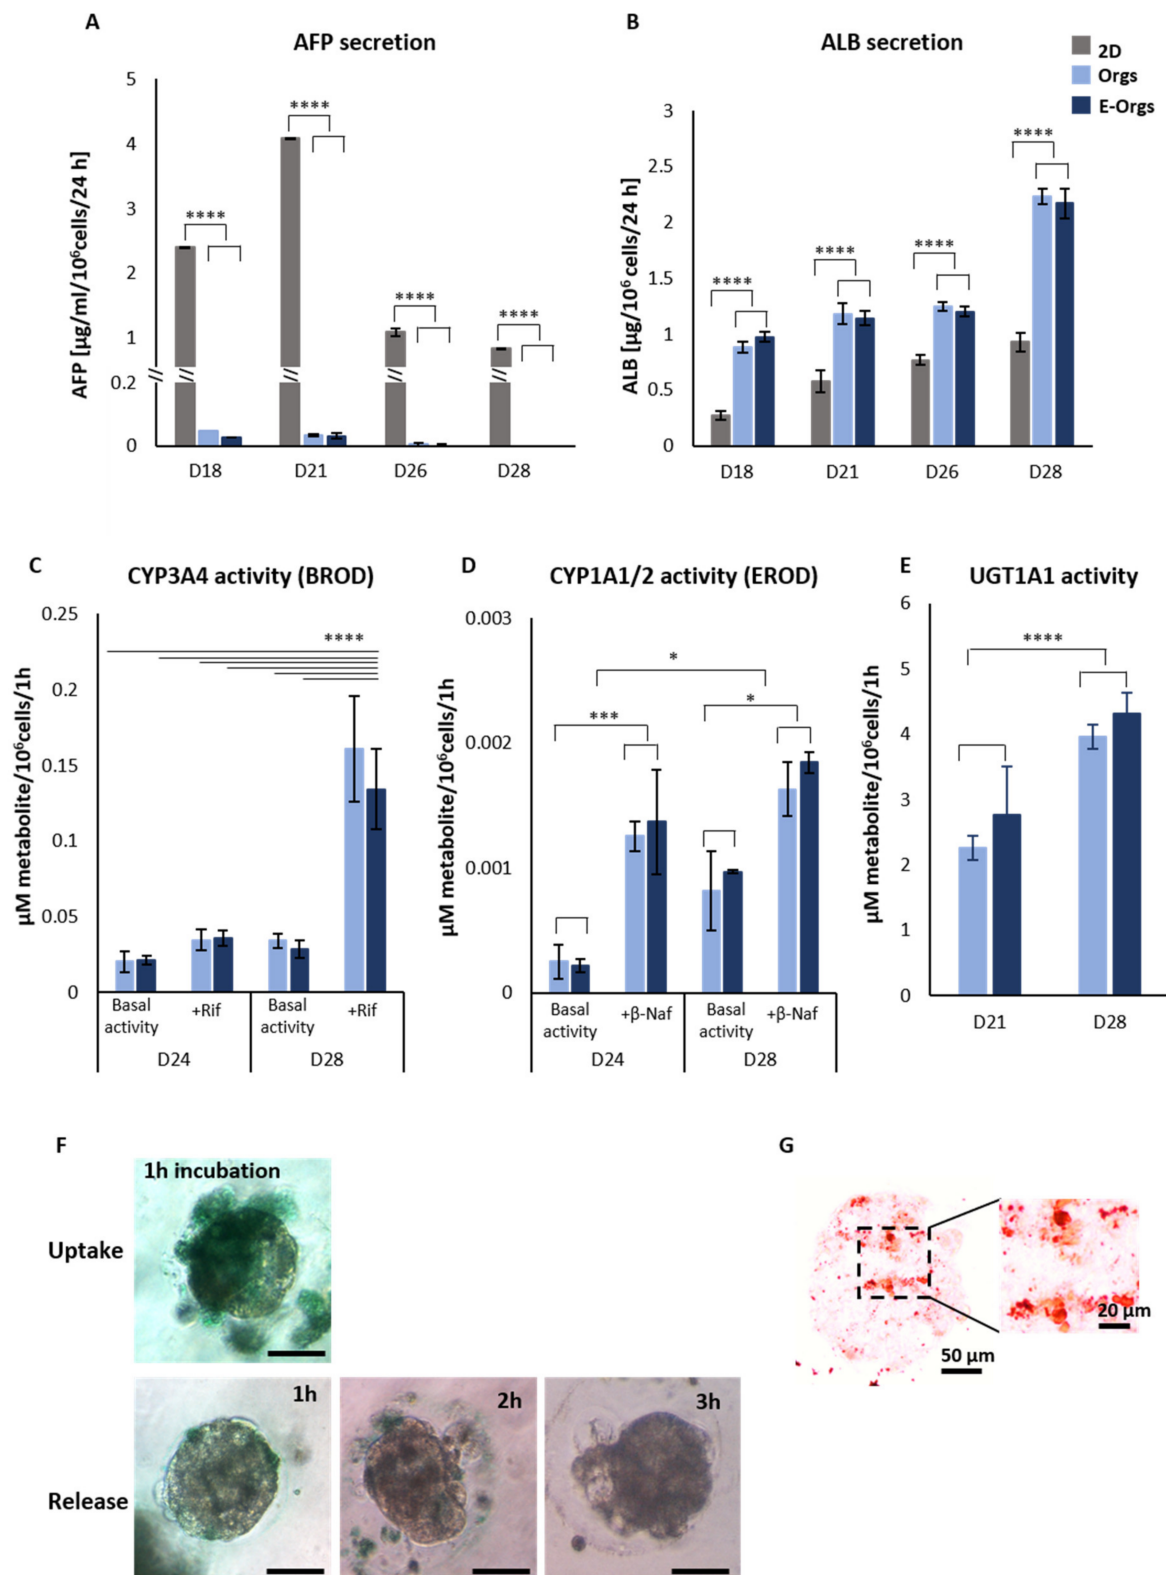 A
AFP secretion
AFP [µg/ml/10⁶cells/24 h]
5
4
3
2
1
0.2
0
//
//
//
//
//
****
****
****
****
D18
D21
D26
D28
B
ALB secretion
2D
Orgs
E-Orgs
ALB [µg/10⁶ cells/24 h]
3
2.5
2
1.5
1
0.5
0
****
****
****
****
D18
D21
D26
D28
C
CYP3A4 activity (BROD)
µM metabolite/10⁶cells/1h
0.25
0.2
0.15
0.1
0.05
0
****
Basal
activity
+Rif
Basal
activity
+Rif
D24
D28
D
CYP1A1/2 activity (EROD)
µM metabolite/10⁶cells/1h
0.003
0.002
0.001
0
***
*
*
Basal
activity
+β-Naf
Basal
activity
+β-Naf
D24
D28
E
UGT1A1 activity
µM metabolite/10⁶cells/1h
6
5
4
3
2
1
0
****
D21
D28
F
1h incubation
Uptake
1h
2h
3h
Release
G
20 µm
50 µm